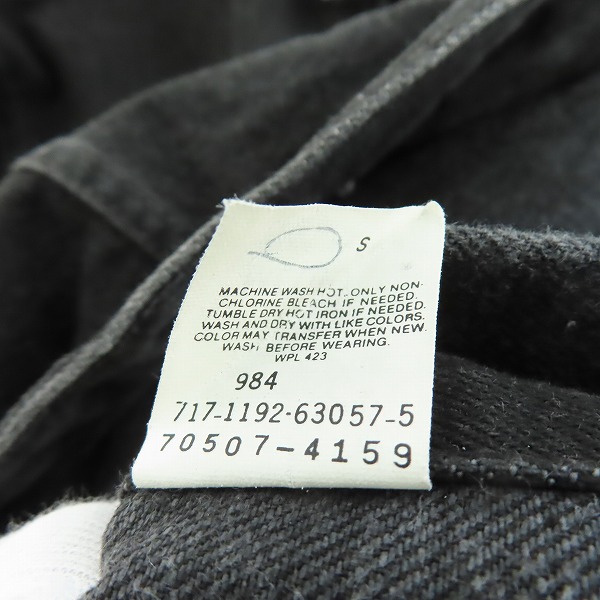 S
MACHINE WASH HOT. ONLY NON-
CHLORINE BLEACH IF NEEDED.
TUMBLE DRY HOT IRON IF NEEDED.
WASH AND DRY WITH LIKE COLORS.
COLOR MAY TRANSFER WHEN NEW.
WASH BEFORE WEARING.
WPL 423
984
717-1192-63057-5
70507-4159